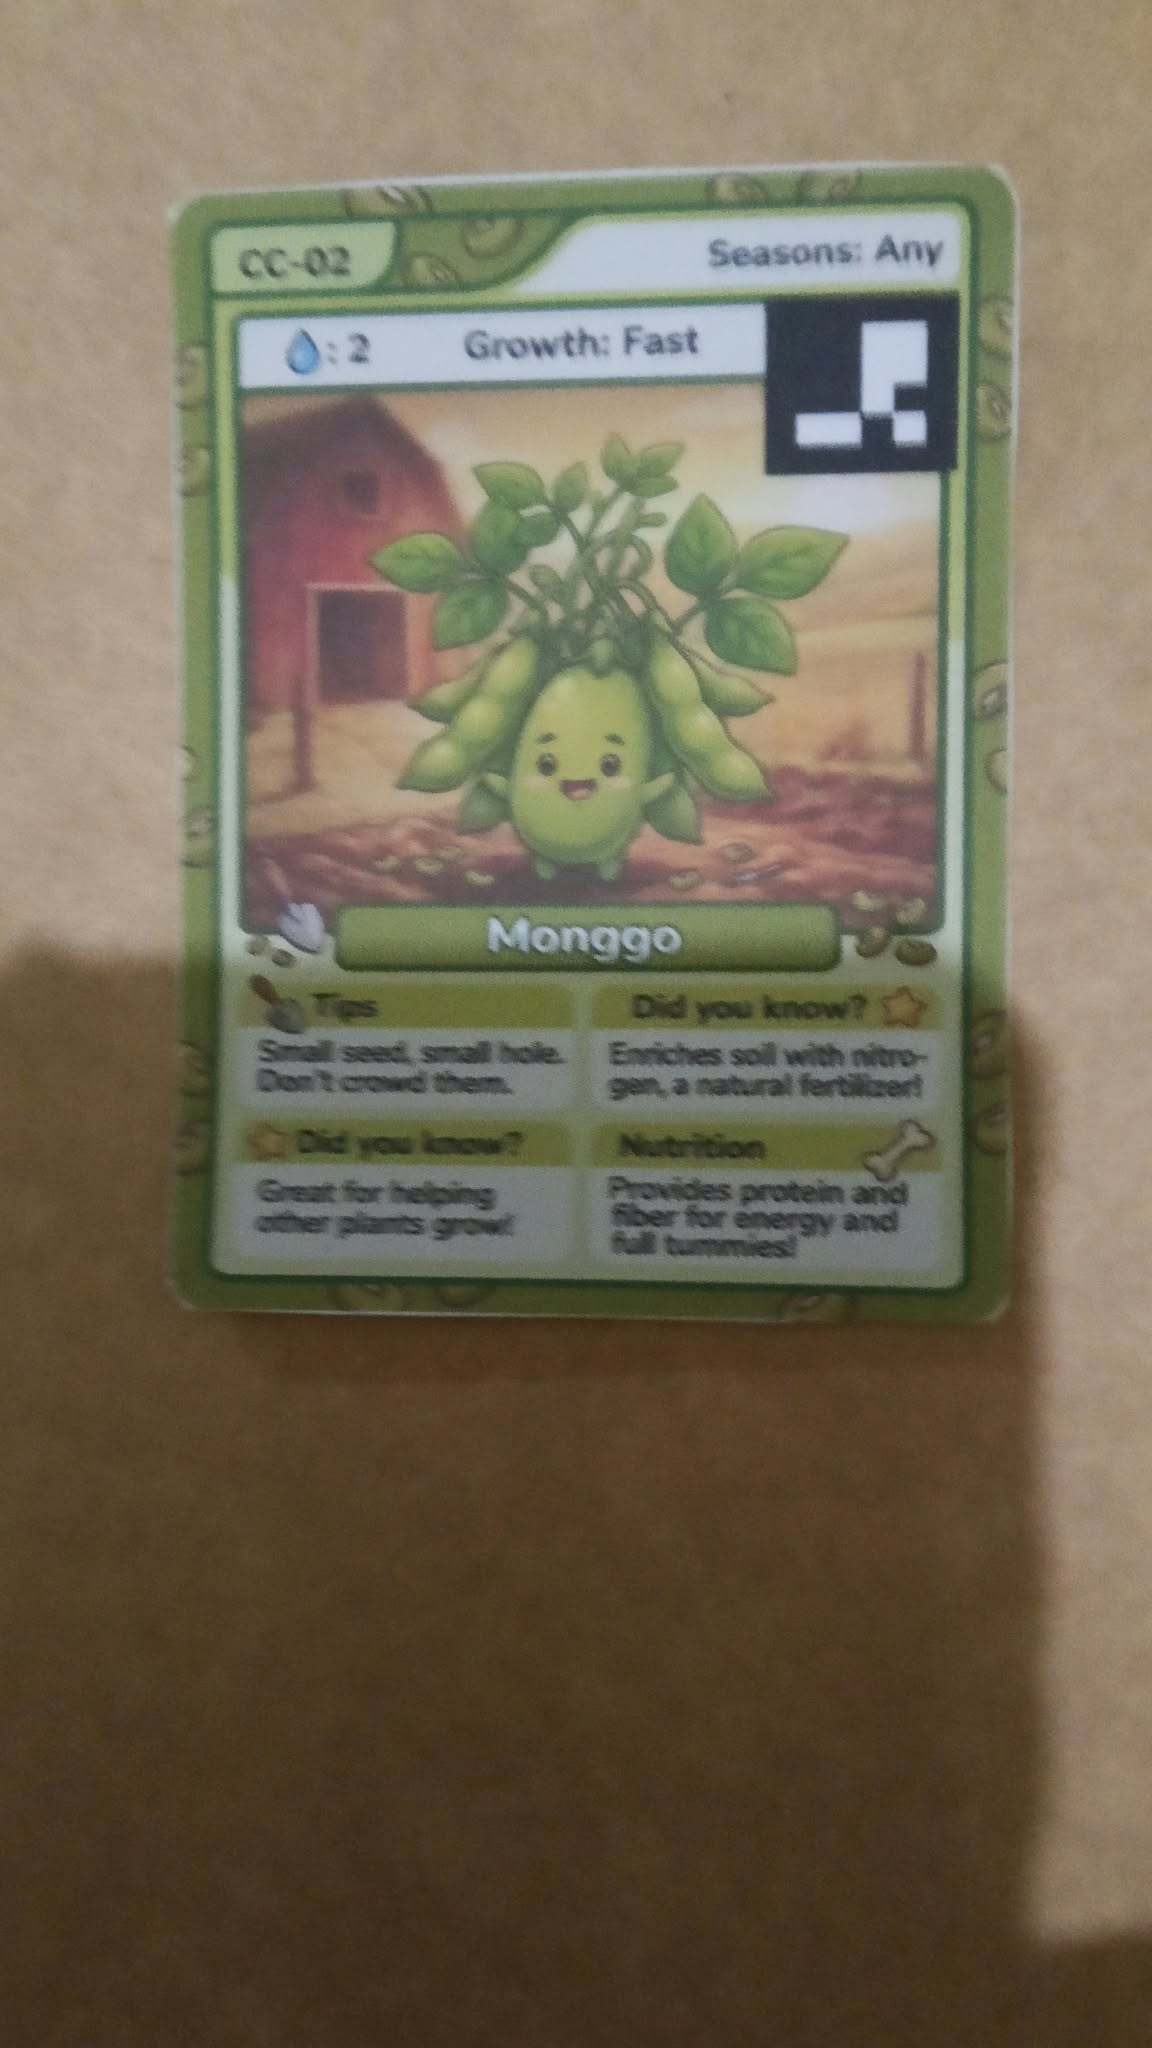 CC-02
Seasons: Any
: 2
Growth: Fast
Monggo
Tips
Small seed, small hole.
Don't crowd them.
Did you know?
Enriches soil with nitro-
gen, a natural fertilizer!
Did you know?
Great for helping
other plants grow!
Nutrition
Provides protein and
fiber for energy and
full tummies!